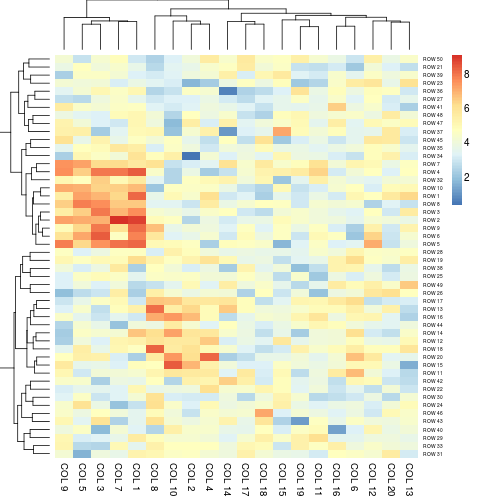 ROW 50
ROW 21
ROW 39
ROW 23
ROW 36
ROW 27
ROW 41
ROW
ROW 47
ROW 37
ROW 45
ROW 35
ROW 34
ROW 7
ROW 4
ROW 32
ROW 10
ROW 1
ROW 8
ROW 3
ROW 2
ROW 9
ROW 6
ROW 5
ROW 28
ROW 19
ROW 38
ROW 25
ROW 49
ROW 26
ROW 17
ROW 13
ROW 16
ROW 44
ROW 14
ROW 12
ROW 18
ROW 20
ROW 15
ROW 11
ROW 42
ROW 22
ROW 30
ROW 24
ROW
ROW 43
ROW 40
ROW 29
ROW 33
ROW 31
8
6
4
2
COL 9
COL 5
COL 3
COL 7
COL 1
COL 8
COL 10
COL 2
COL 4
COL 14
COL 17
COL 18
COL 15
COL 19
COL 11
COL 16
COL 6
COL 12
COL 20
COL 13